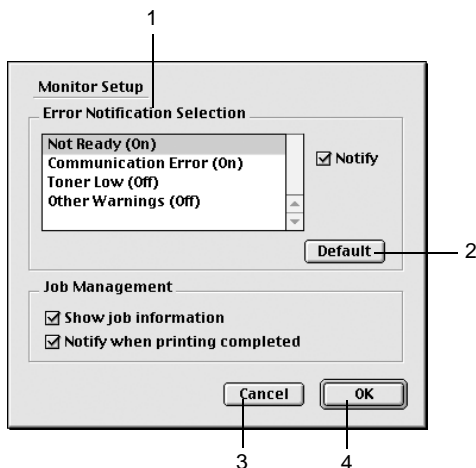 1
Monitor Setup
Error Notification Selection
Not Ready (On)
Communication Error (On)
Toner Low (Off)
Other Warnings (Off)
Notify
Default
2
Job Management
Show job information
Notify when printing completed
Cancel
OK
3
4